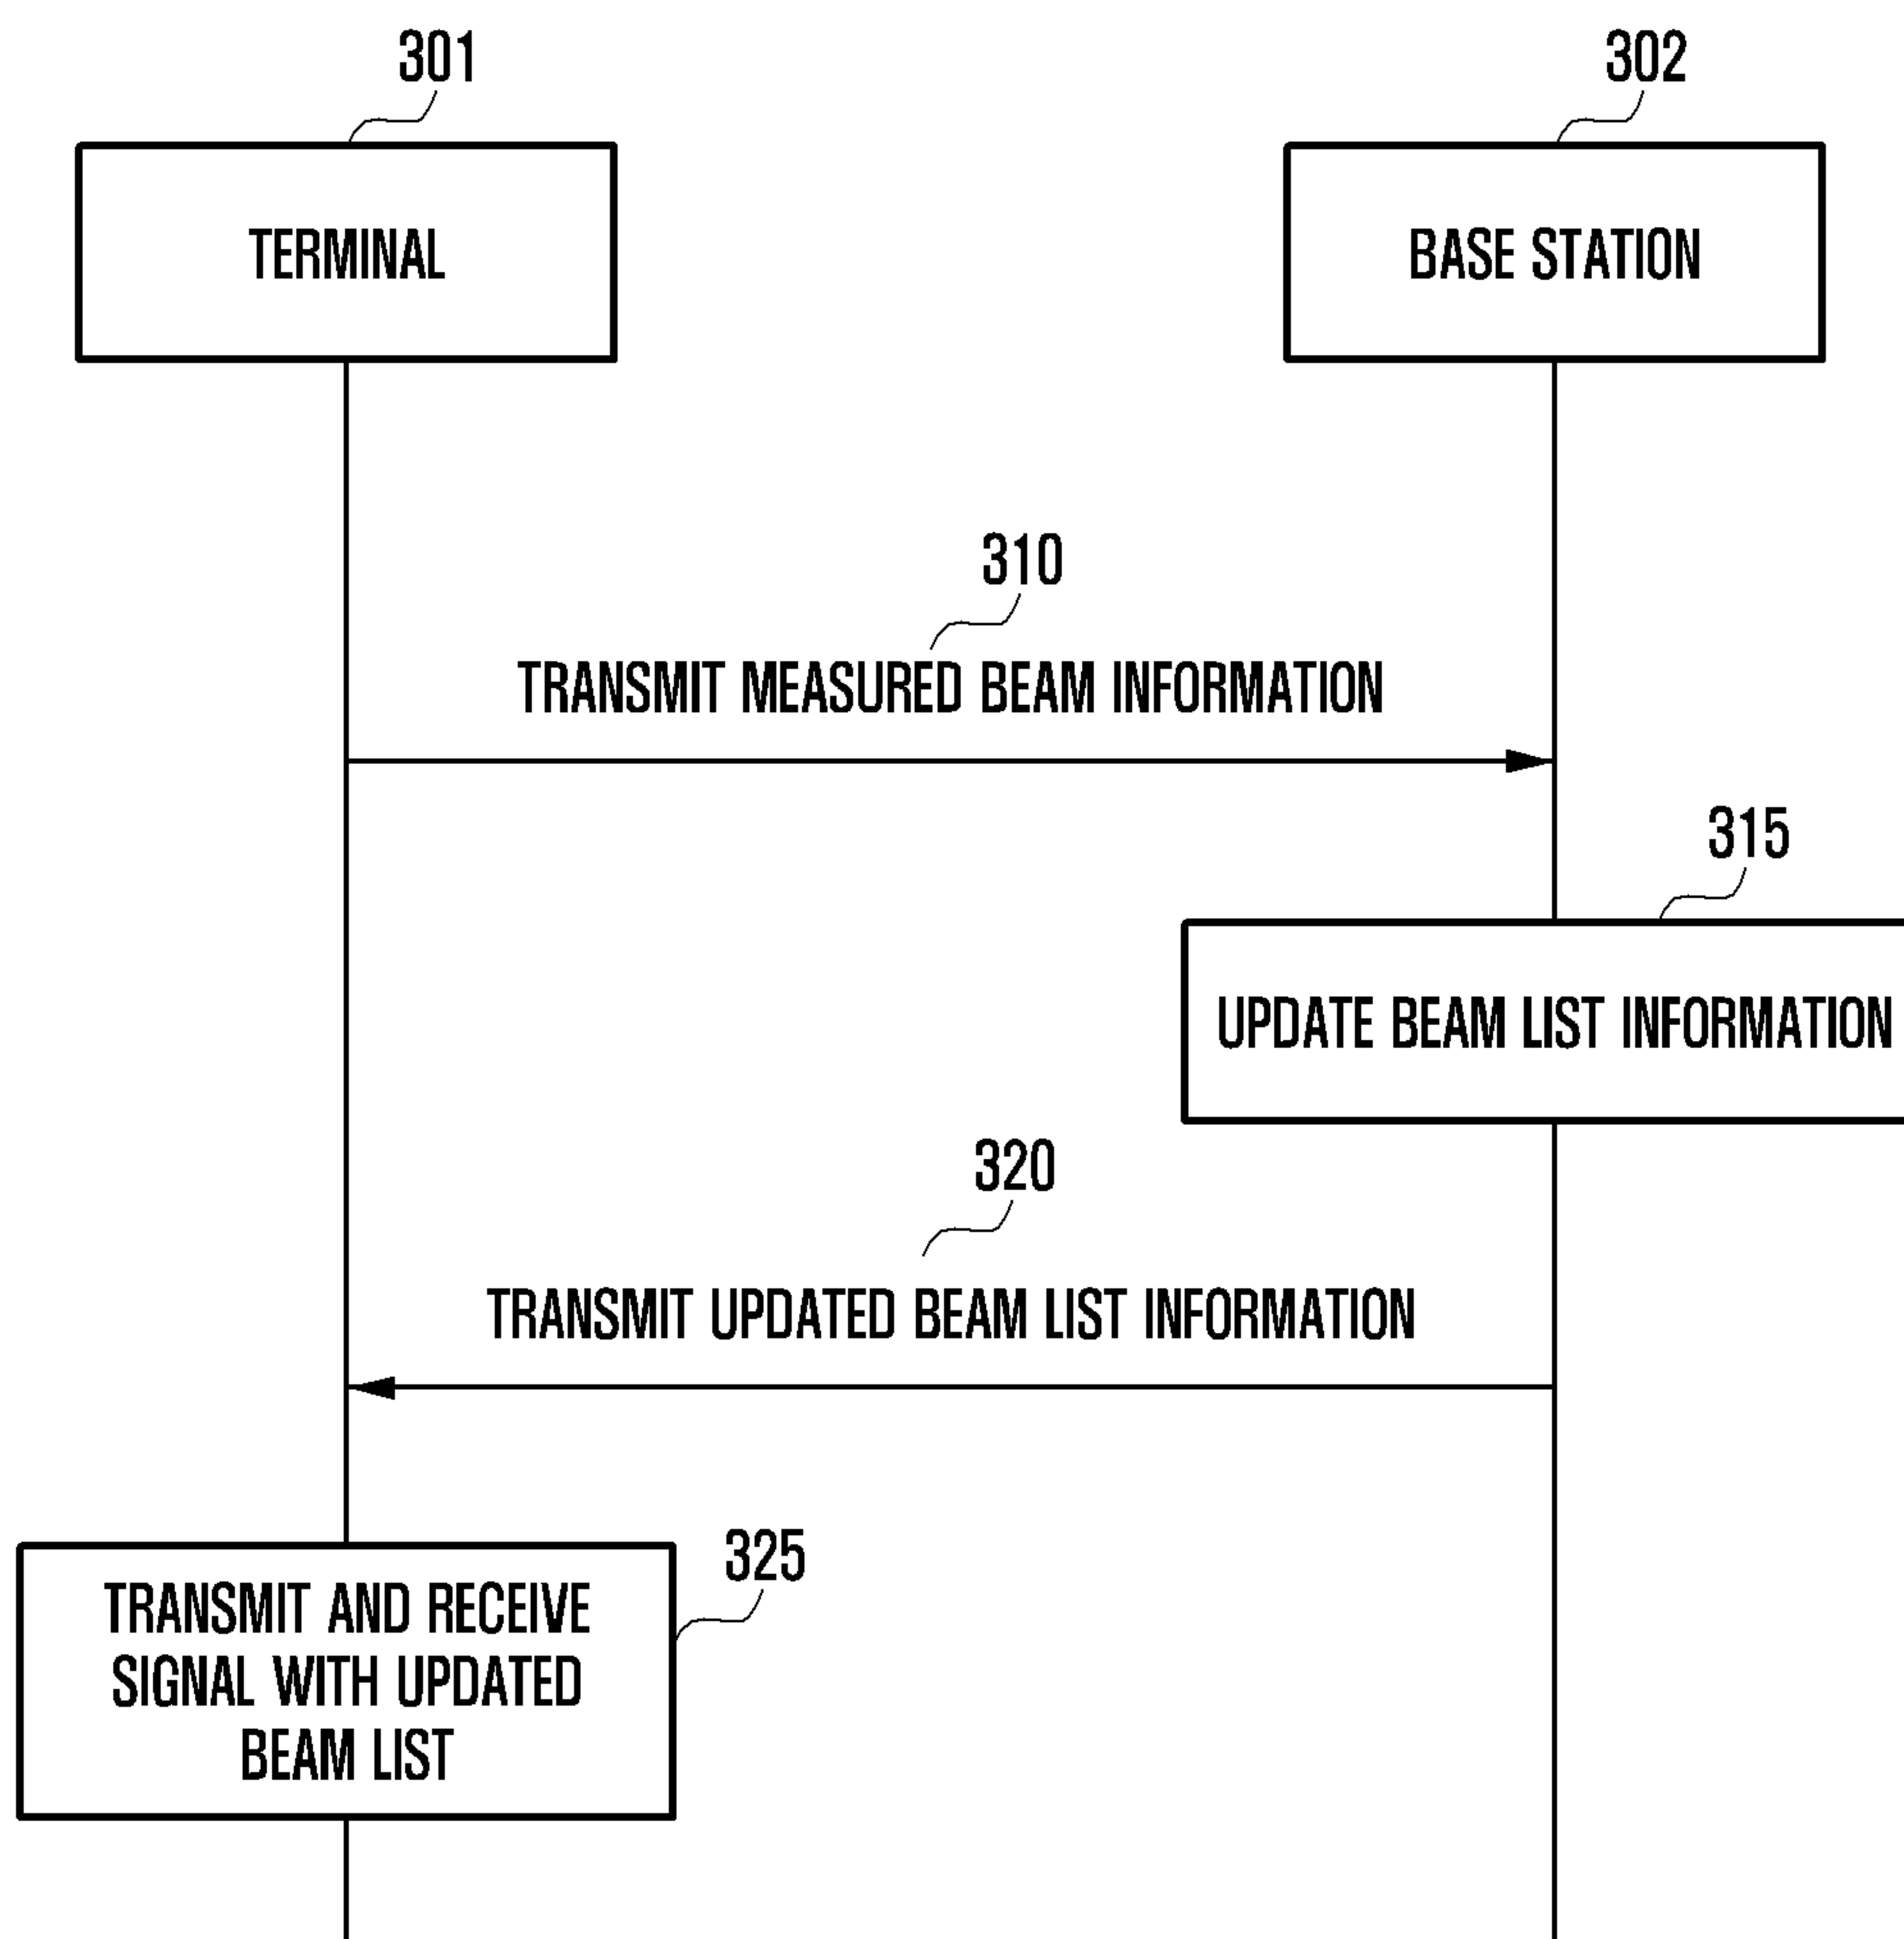 301
302
TERMINAL
BASE STATION
310
TRANSMIT MEASURED BEAM INFORMATION
315
UPDATE BEAM LIST INFORMATION
320
TRANSMIT UPDATED BEAM LIST INFORMATION
325
TRANSMIT AND RECEIVE
SIGNAL WITH UPDATED
BEAM LIST